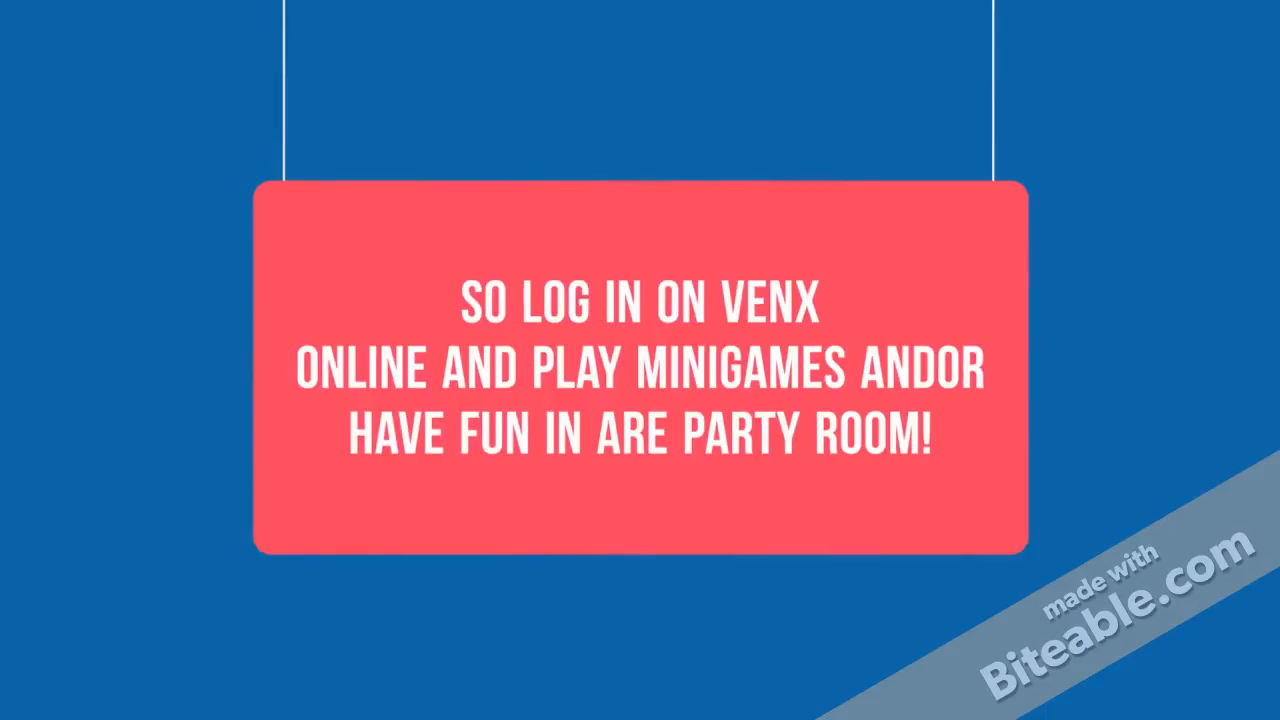 SO LOG IN ON VENX
ONLINE AND PLAY MINIGAMES ANDOR
HAVE FUN IN ARE PARTY ROOM!
made with
Biteable.com